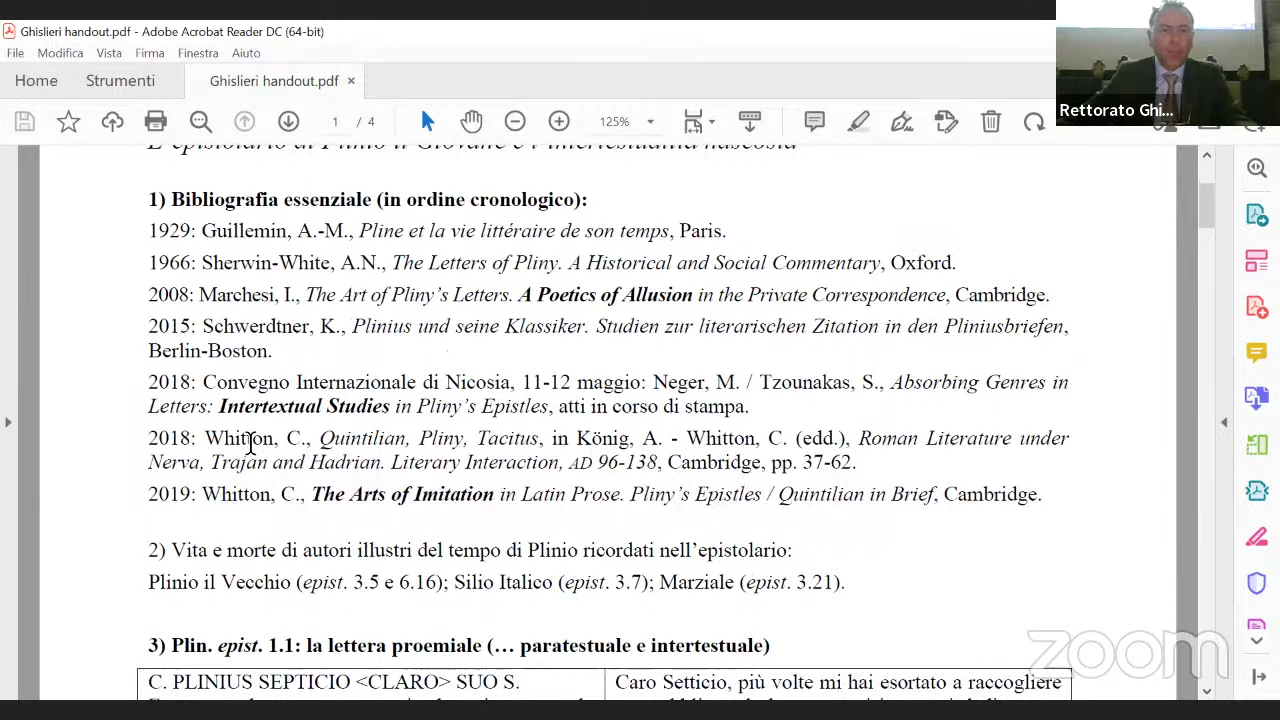 Ghislieri handout.pdf - Adobe Acrobat Reader DC (64-bit)
File Modifica Vista Firma Finestra Aiuto
Home Strumenti Ghislieri handout.pdf ×
1 / 4 125%
Rettorato Ghi...
L'epistolario di Plinio il Giovane e l'intertestualità nascosta
1) Bibliografia essenziale (in ordine cronologico):
1929: Guillemin, A.-M., Pline et la vie littéraire de son temps, Paris.
1966: Sherwin-White, A.N., The Letters of Pliny. A Historical and Social Commentary, Oxford.
2008: Marchesi, I., The Art of Pliny's Letters. A Poetics of Allusion in the Private Correspondence, Cambridge.
2015: Schwerdtner, K., Plinius und seine Klassiker. Studien zur literarischen Zitation in den Pliniusbriefen,
Berlin-Boston.
2018: Convegno Internazionale di Nicosia, 11-12 maggio: Neger, M. / Tzounakas, S., Absorbing Genres in
Letters: Intertextual Studies in Pliny's Epistles, atti in corso di stampa.
2018: Whitton, C., Quintilian, Pliny, Tacitus, in König, A. - Whitton, C. (edd.), Roman Literature under
Nerva, Trajan and Hadrian. Literary Interaction, AD 96-138, Cambridge, pp. 37-62.
2019: Whitton, C., The Arts of Imitation in Latin Prose. Pliny's Epistles / Quintilian in Brief, Cambridge.
2) Vita e morte di autori illustri del tempo di Plinio ricordati nell'epistolario:
Plinio il Vecchio (epist. 3.5 e 6.16); Silio Italico (epist. 3.7); Marziale (epist. 3.21).
3) Plin. epist. 1.1: la lettera proemiale (… paratestuale e intertestuale)
C. PLINIUS SEPTICIO <CLARO> SUO S.
Caro Setticio, più volte mi hai esortato a raccogliere
zoom